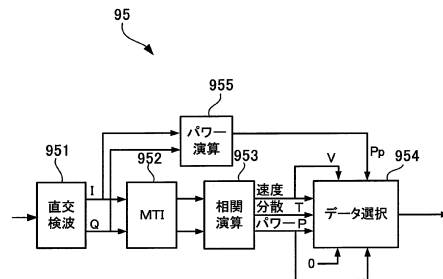 95
955
パワー
演算
951
952
953
954
直交
検波
I
Q
MTI
相関
演算
速度 V
分散 T
パワー P
Pp
データ選択
0